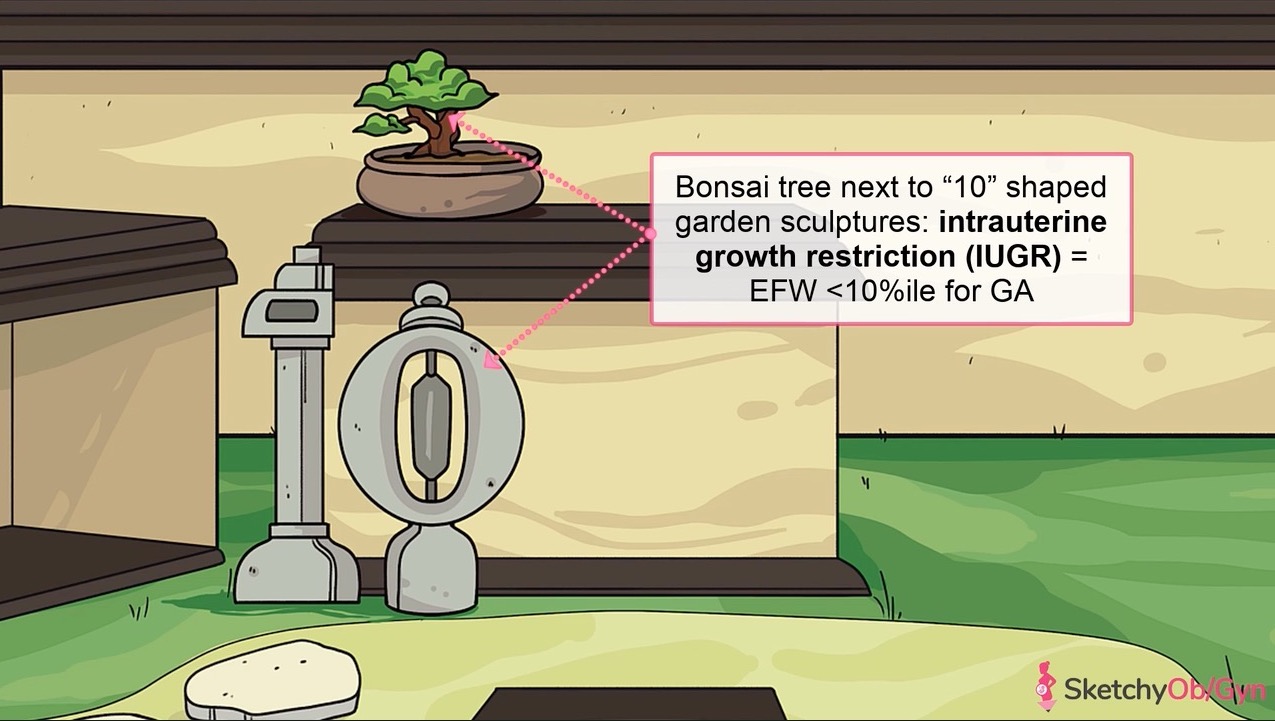 Bonsai tree next to “10” shaped
garden sculptures: intrauterine
growth restriction (IUGR) =
EFW <10%ile for GA
SketchyOb/Gyn